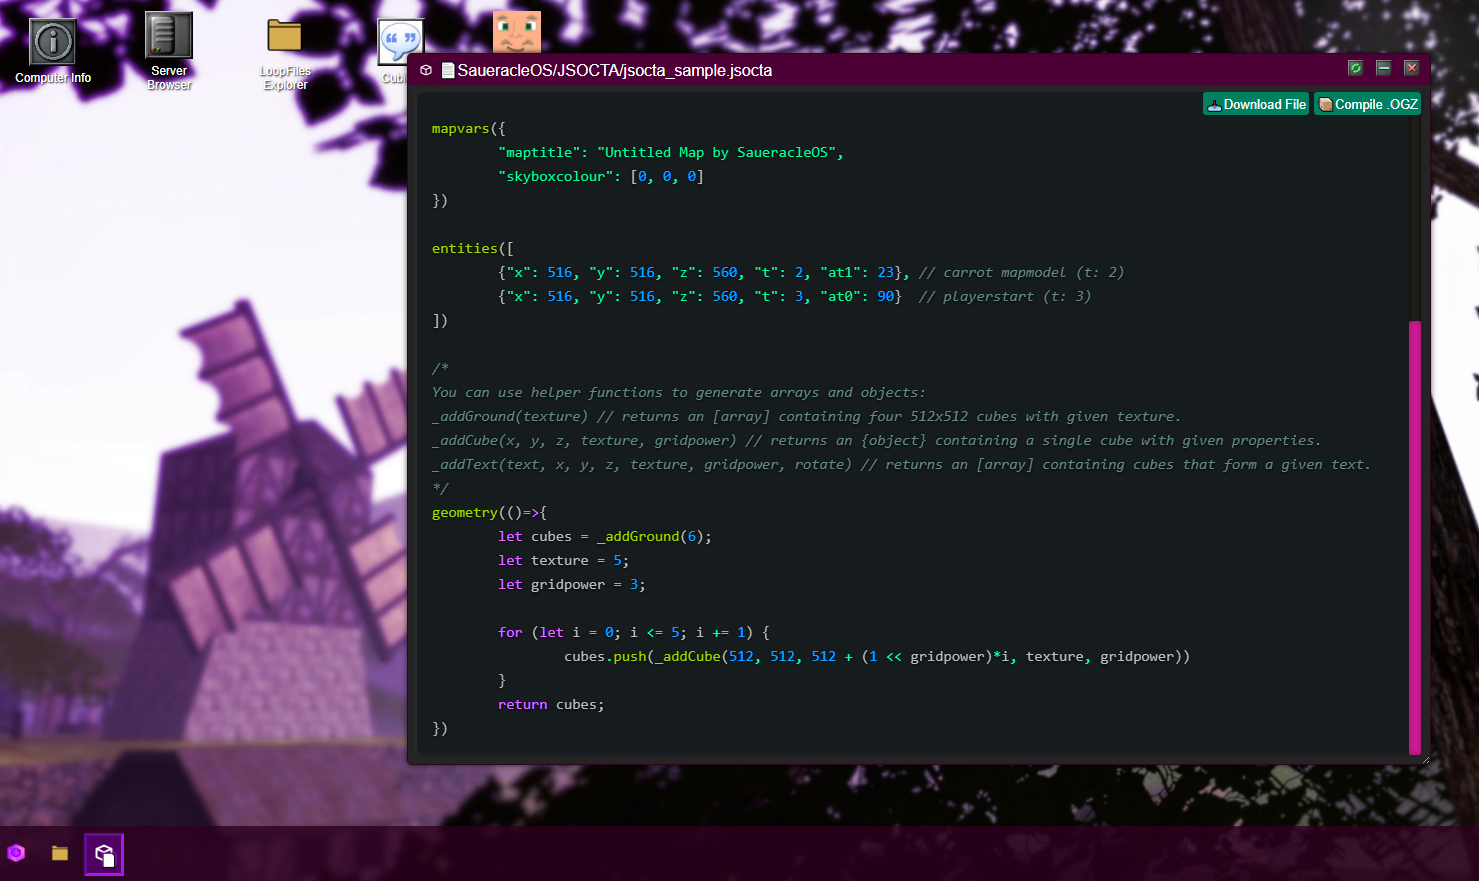 Computer Info
Server
Browser
LoopFiles
Explorer
SaueracleOS/JSOCTA/jsocta_sample.jsocta
Download File
Compile .OGZ
mapvars({
"maptitle": "Untitled Map by SaueracleOS",
"skyboxcolour": [0, 0, 0]
})
entities([
{"x": 516, "y": 516, "z": 560, "t": 2, "at1": 23}, // carrot mapmodel (t: 2)
{"x": 516, "y": 516, "z": 560, "t": 3, "at0": 90}  // playerstart (t: 3)
])
/*
You can use helper functions to generate arrays and objects:
_addGround(texture) // returns an [array] containing four 512x512 cubes with given texture.
_addCube(x, y, z, texture, gridpower) // returns an {object} containing a single cube with given properties.
_addText(text, x, y, z, texture, gridpower, rotate) // returns an [array] containing cubes that form a given text.
*/
geometry(()=>{
let cubes = _addGround(6);
let texture = 5;
let gridpower = 3;
for (let i = 0; i <= 5; i += 1) {
cubes.push(_addCube(512, 512, 512 + (1 << gridpower)*i, texture, gridpower))
}
return cubes;
})